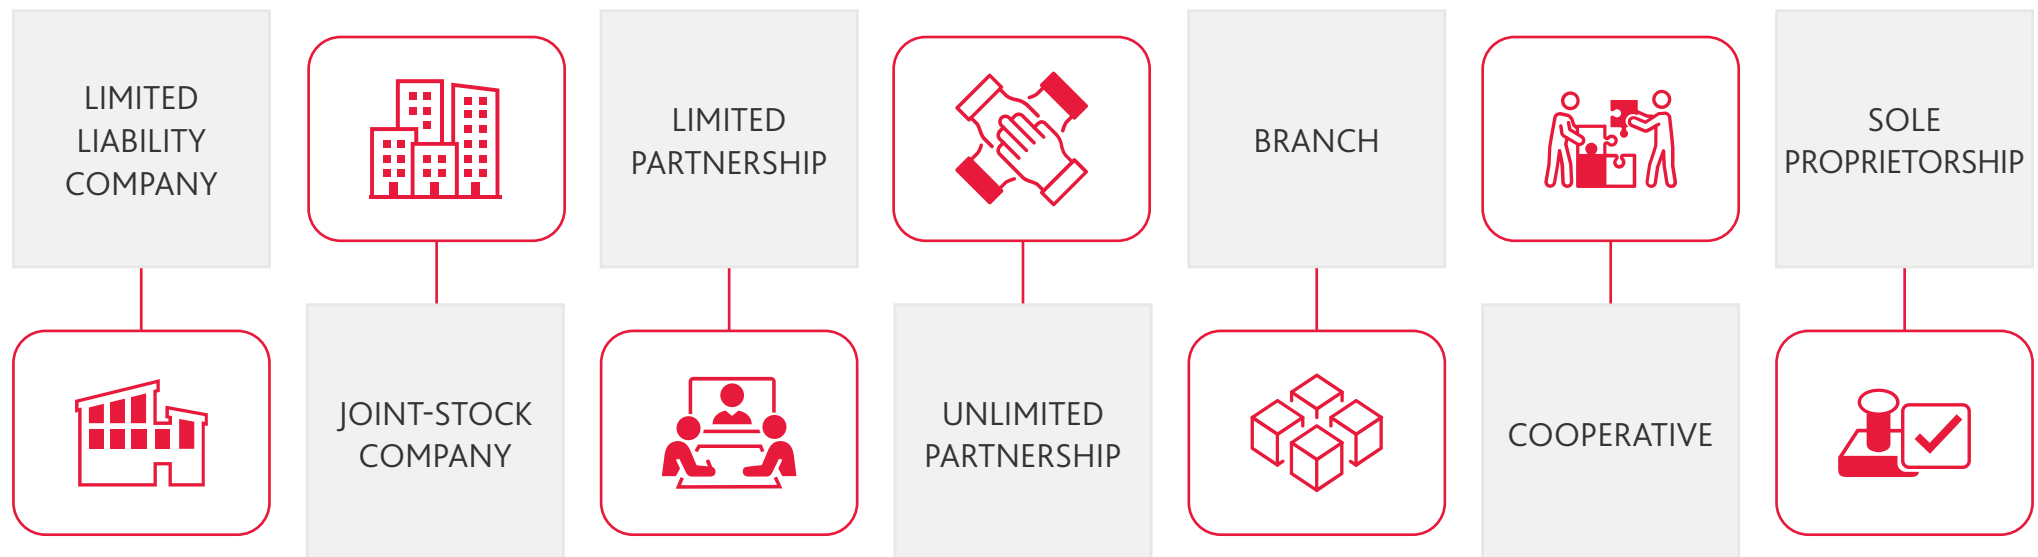 LIMITED
LIABILITY
COMPANY
JOINT-STOCK
COMPANY
LIMITED
PARTNERSHIP
UNLIMITED
PARTNERSHIP
BRANCH
COOPERATIVE
SOLE
PROPRIETORSHIP